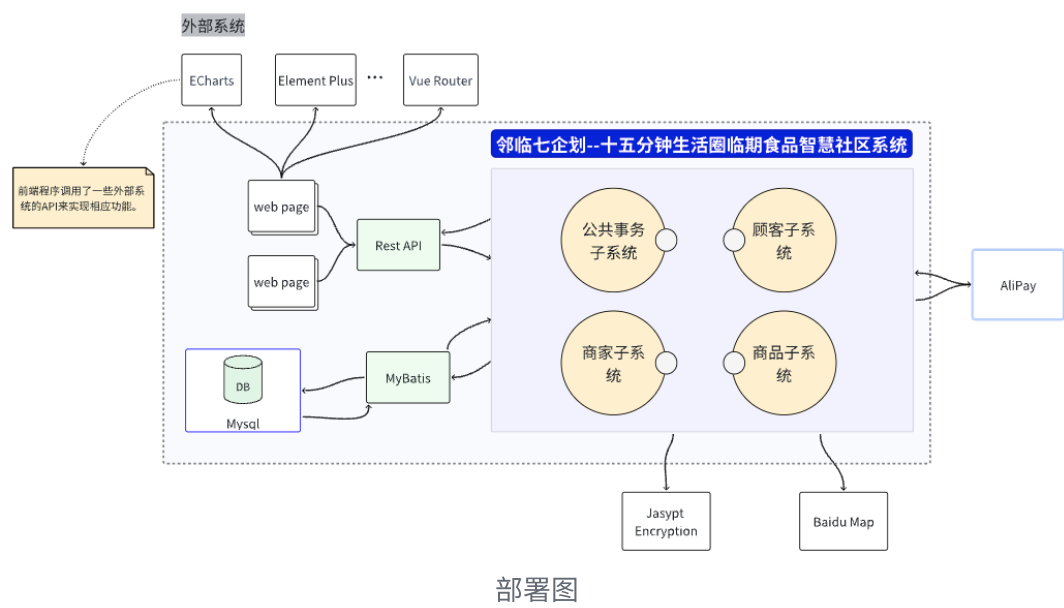 外部系统
ECharts
Element Plus
...
Vue Router
邻临七企划--十五分钟生活圈临期食品智慧社区系统
前端程序调用了一些外部系
统的API来实现相应功能。
web page
Rest API
web page
公共事务
子系统
顾客子系
统
AliPay
商家子系
统
商品子系
统
MyBatis
DB
Mysql
Jasypt
Encryption
Baidu Map
部署图